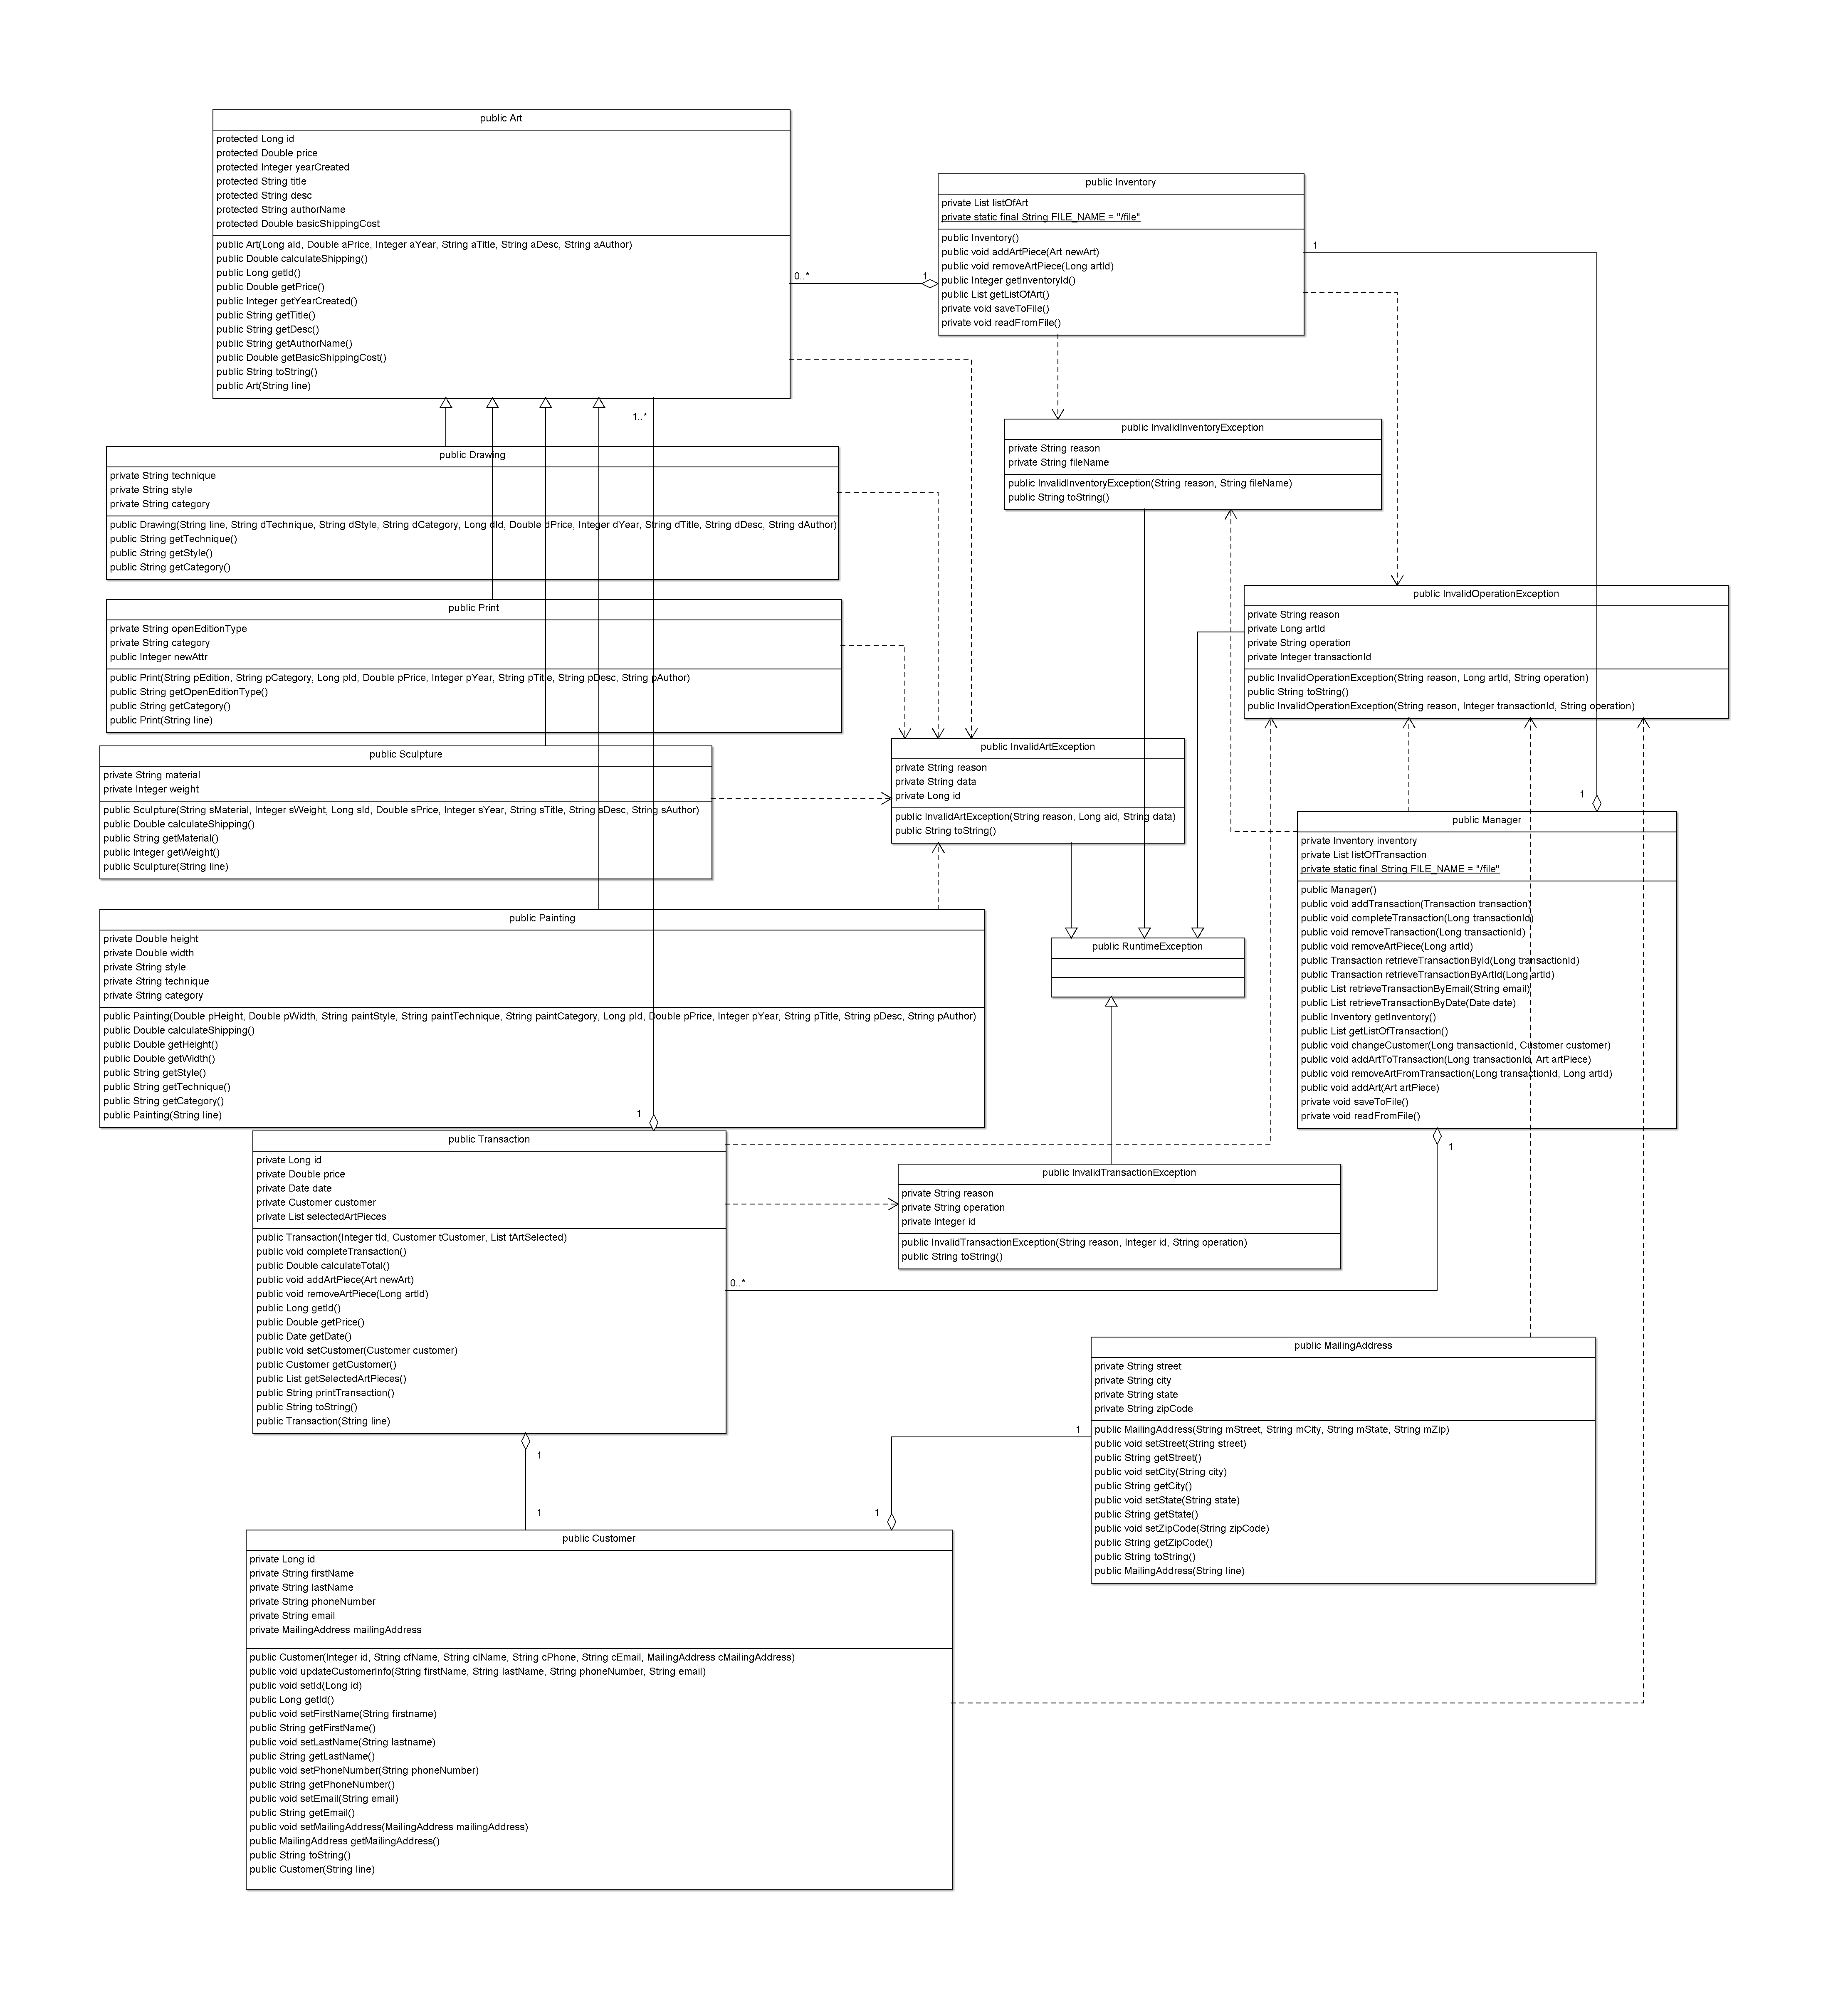 public Art
protected Long id
protected Double price
protected Integer yearCreated
protected String title
protected String desc
protected String authorName
protected Double basicShippingCost
public Art(Long aId, Double aPrice, Integer aYear, String aTitle, String aDesc, String aAuthor)
public Double calculateShipping()
public Long getId()
public Double getPrice()
public Integer getYearCreated()
public String getTitle()
public String getDesc()
public String getAuthorName()
public Double getBasicShippingCost()
public String toString()
public Art(String line)
0..*
1
1..*
public Inventory
private List listOfArt
private static final String FILE_NAME = "/file"
public Inventory()
public void addArtPiece(Art newArt)
public void removeArtPiece(Long artId)
public Integer getInventoryId()
public List getListOfArt()
private void saveToFile()
private void readFromFile()
1
public InvalidInventoryException
private String reason
private String fileName
public InvalidInventoryException(String reason, String fileName)
public String toString()
public Drawing
private String technique
private String style
private String category
public Drawing(String line, String dTechnique, String dStyle, String dCategory, Long dId, Double dPrice, Integer dYear, String dTitle, String dDesc, String dAuthor)
public String getTechnique()
public String getStyle()
public String getCategory()
public Print
private String openEditionType
private String category
public Integer newAttr
public Print(String pEdition, String pCategory, Long pId, Double pPrice, Integer pYear, String pTitle, String pDesc, String pAuthor)
public String getOpenEditionType()
public String getCategory()
public Print(String line)
public InvalidOperationException
private String reason
private Long artId
private String operation
private Integer transactionId
public InvalidOperationException(String reason, Long artId, String operation)
public String toString()
public InvalidOperationException(String reason, Integer transactionId, String operation)
public Sculpture
private String material
private Integer weight
public Sculpture(String sMaterial, Integer sWeight, Long sId, Double sPrice, Integer sYear, String sTitle, String sDesc, String sAuthor)
public Double calculateShipping()
public String getMaterial()
public Integer getWeight()
public Sculpture(String line)
public InvalidArtException
private String reason
private String data
private Long id
public InvalidArtException(String reason, Long aid, String data)
public String toString()
1
public Manager
private Inventory inventory
private List listOfTransaction
private static final String FILE_NAME = "/file"
public Manager()
public void addTransaction(Transaction transaction)
public void completeTransaction(Long transactionId)
public void removeTransaction(Long transactionId)
public void removeArtPiece(Long artId)
public Transaction retrieveTransactionById(Long transactionId)
public Transaction retrieveTransactionByArtId(Long artId)
public List retrieveTransactionByEmail(String email)
public List retrieveTransactionByDate(Date date)
public Inventory getInventory()
public List getListOfTransaction()
public void changeCustomer(Long transactionId, Customer customer)
public void addArtToTransaction(Long transactionId, Art artPiece)
public void removeArtFromTransaction(Long transactionId, Long artId)
public void addArt(Art artPiece)
private void saveToFile()
private void readFromFile()
1
public Painting
private Double height
private Double width
private String style
private String technique
private String category
public Painting(Double pHeight, Double pWidth, String paintStyle, String paintTechnique, String paintCategory, Long pId, Double pPrice, Integer pYear, String pTitle, String pDesc, String pAuthor)
public Double calculateShipping()
public Double getHeight()
public Double getWidth()
public String getStyle()
public String getTechnique()
public String getCategory()
public Painting(String line)
1
public RuntimeException
public Transaction
private Long id
private Double price
private Date date
private Customer customer
private List selectedArtPieces
public Transaction(Integer tId, Customer tCustomer, List tArtSelected)
public void completeTransaction()
public Double calculateTotal()
public void addArtPiece(Art newArt)
public void removeArtPiece(Long artId)
public Long getId()
public Double getPrice()
public Date getDate()
public void setCustomer(Customer customer)
public Customer getCustomer()
public List getSelectedArtPieces()
public String printTransaction()
public String toString()
public Transaction(String line)
public InvalidTransactionException
private String reason
private String operation
private Integer id
public InvalidTransactionException(String reason, Integer id, String operation)
public String toString()
0..*
public MailingAddress
private String street
private String city
private String state
private String zipCode
public MailingAddress(String mStreet, String mCity, String mState, String mZip)
public void setStreet(String street)
public String getStreet()
public void setCity(String city)
public String getCity()
public void setState(String state)
public String getState()
public void setZipCode(String zipCode)
public String getZipCode()
public String toString()
public MailingAddress(String line)
1
1
1
1
public Customer
private Long id
private String firstName
private String lastName
private String phoneNumber
private String email
private MailingAddress mailingAddress
public Customer(Integer id, String cfName, String clName, String cPhone, String cEmail, MailingAddress cMailingAddress)
public void updateCustomerInfo(String firstName, String lastName, String phoneNumber, String email)
public void setId(Long id)
public Long getId()
public void setFirstName(String firstname)
public String getFirstName()
public void setLastName(String lastname)
public String getLastName()
public void setPhoneNumber(String phoneNumber)
public String getPhoneNumber()
public void setEmail(String email)
public String getEmail()
public void setMailingAddress(MailingAddress mailingAddress)
public MailingAddress getMailingAddress()
public String toString()
public Customer(String line)